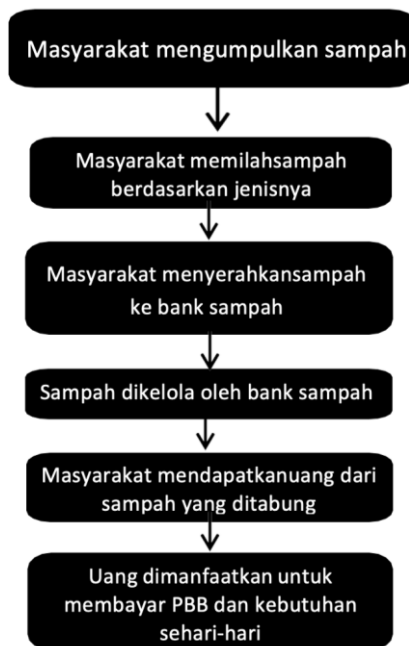 Masyarakat mengumpulkan sampah
Masyarakat memilahsampah
berdasarkan jenisnya
Masyarakat menyerahkansampah
ke bank sampah
Sampah dikelola oleh bank sampah
Masyarakat mendapatkanuang dari
sampah yang ditabung
Uang dimanfaatkan untuk
membayar PBB dan kebutuhan
sehari-hari